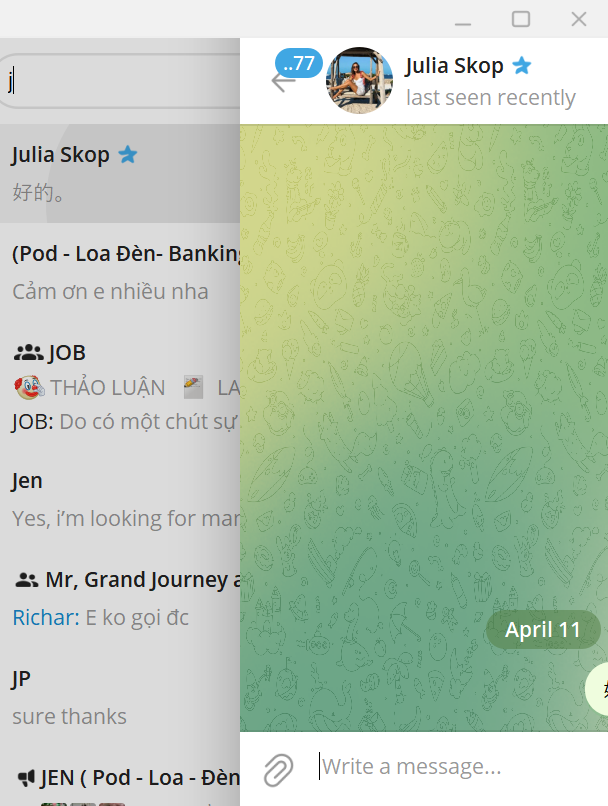 j
Julia Skop
好的。
(Pod - Loa Đèn- Banking
Cảm ơn e nhiều nha
JOB
THẢO LUẬN LA
JOB: Do có một chút sự
Jen
Yes, i’m looking for mar
Mr, Grand Journey a
Richar: E ko gọi đc
JP
sure thanks
JEN ( Pod - Loa - Đèn
..77
Julia Skop
last seen recently
April 11
Write a message...